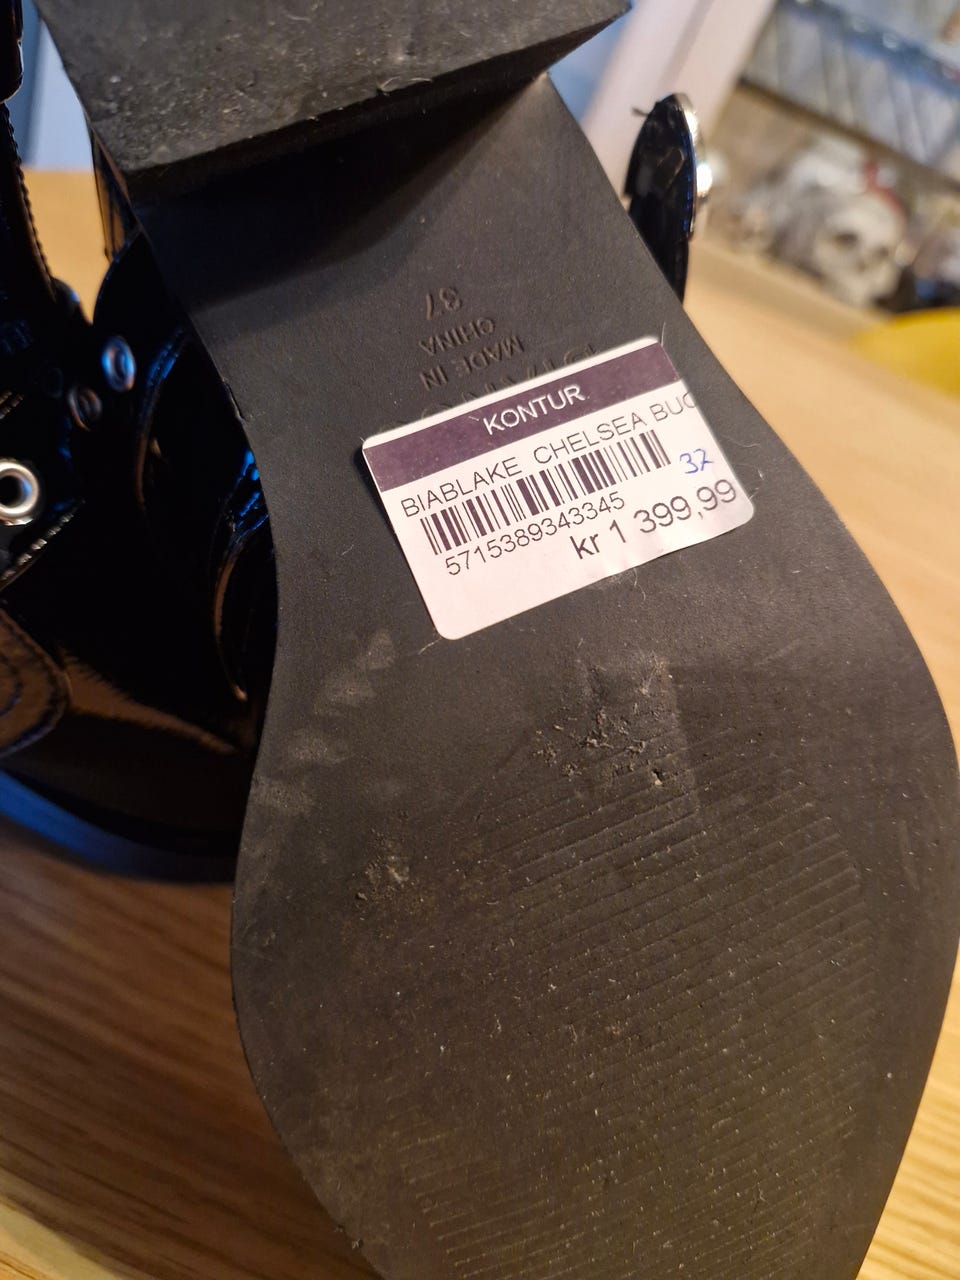 37
MADE IN
CHINA
KONTUR
BIABLAKE CHELSEA BUC
37
5715389343345
kr 1 399,99